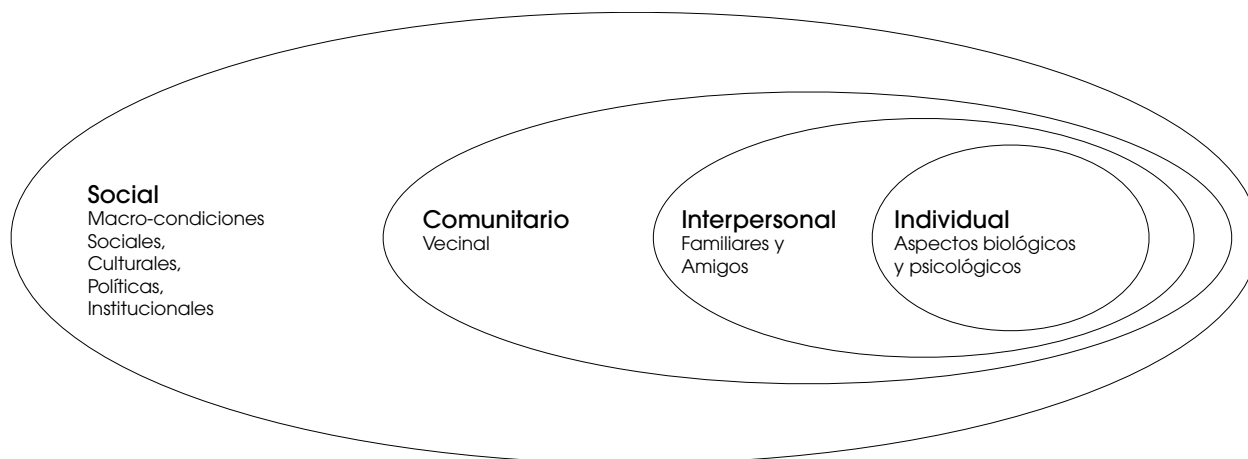 Social
Macro-condiciones
Sociales,
Culturales,
Políticas,
Institucionales
Comunitario
Vecinal
Interpersonal
Familiares y
Amigos
Individual
Aspectos biológicos
y psicológicos